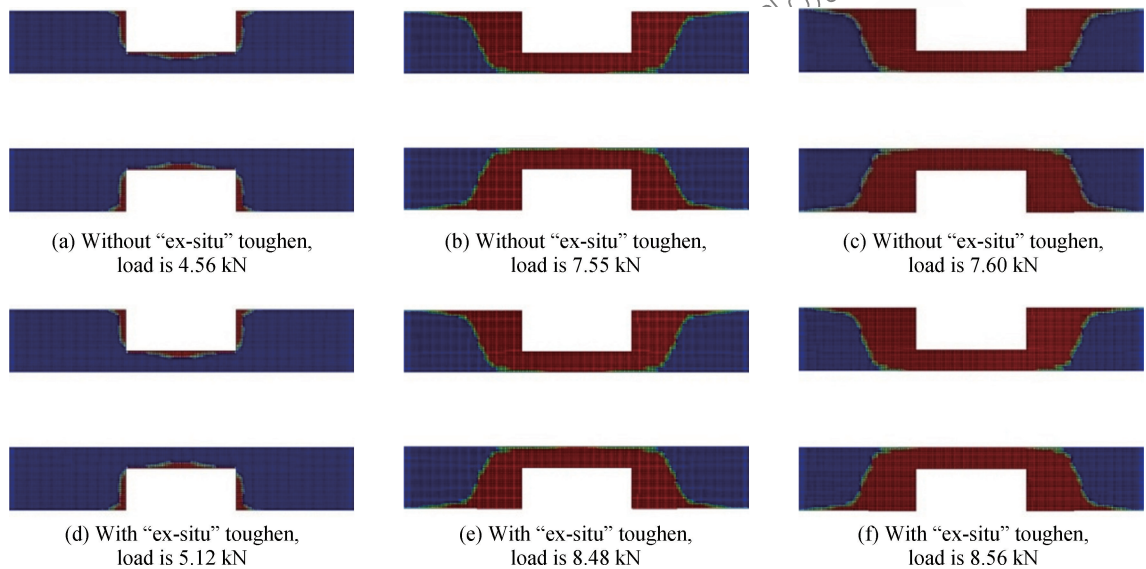 (a) Without “ex-situ” toughen,
load is 4.56 kN
(b) Without “ex-situ” toughen,
load is 7.55 kN
(c) Without “ex-situ” toughen,
load is 7.60 kN
(d) With “ex-situ” toughen,
load is 5.12 kN
(e) With “ex-situ” toughen,
load is 8.48 kN
(f) With “ex-situ” toughen,
load is 8.56 kN